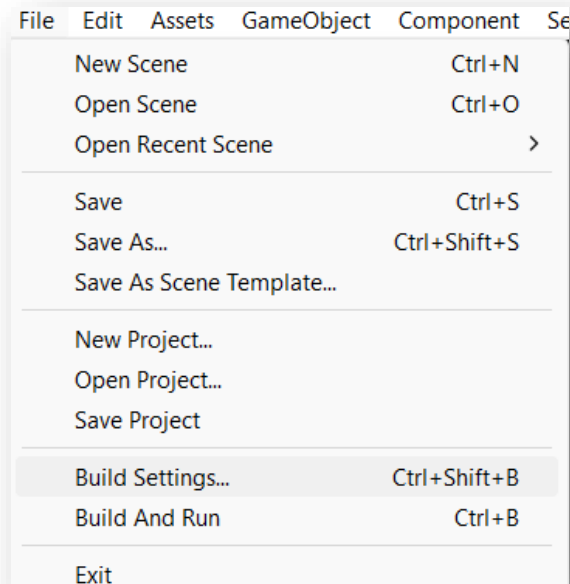 File Edit Assets GameObject Component Se
New Scene Ctrl+N
Open Scene Ctrl+O
Open Recent Scene
Save Ctrl+S
Save As... Ctrl+Shift+S
Save As Scene Template...
New Project...
Open Project...
Save Project
Build Settings... Ctrl+Shift+B
Build And Run Ctrl+B
Exit